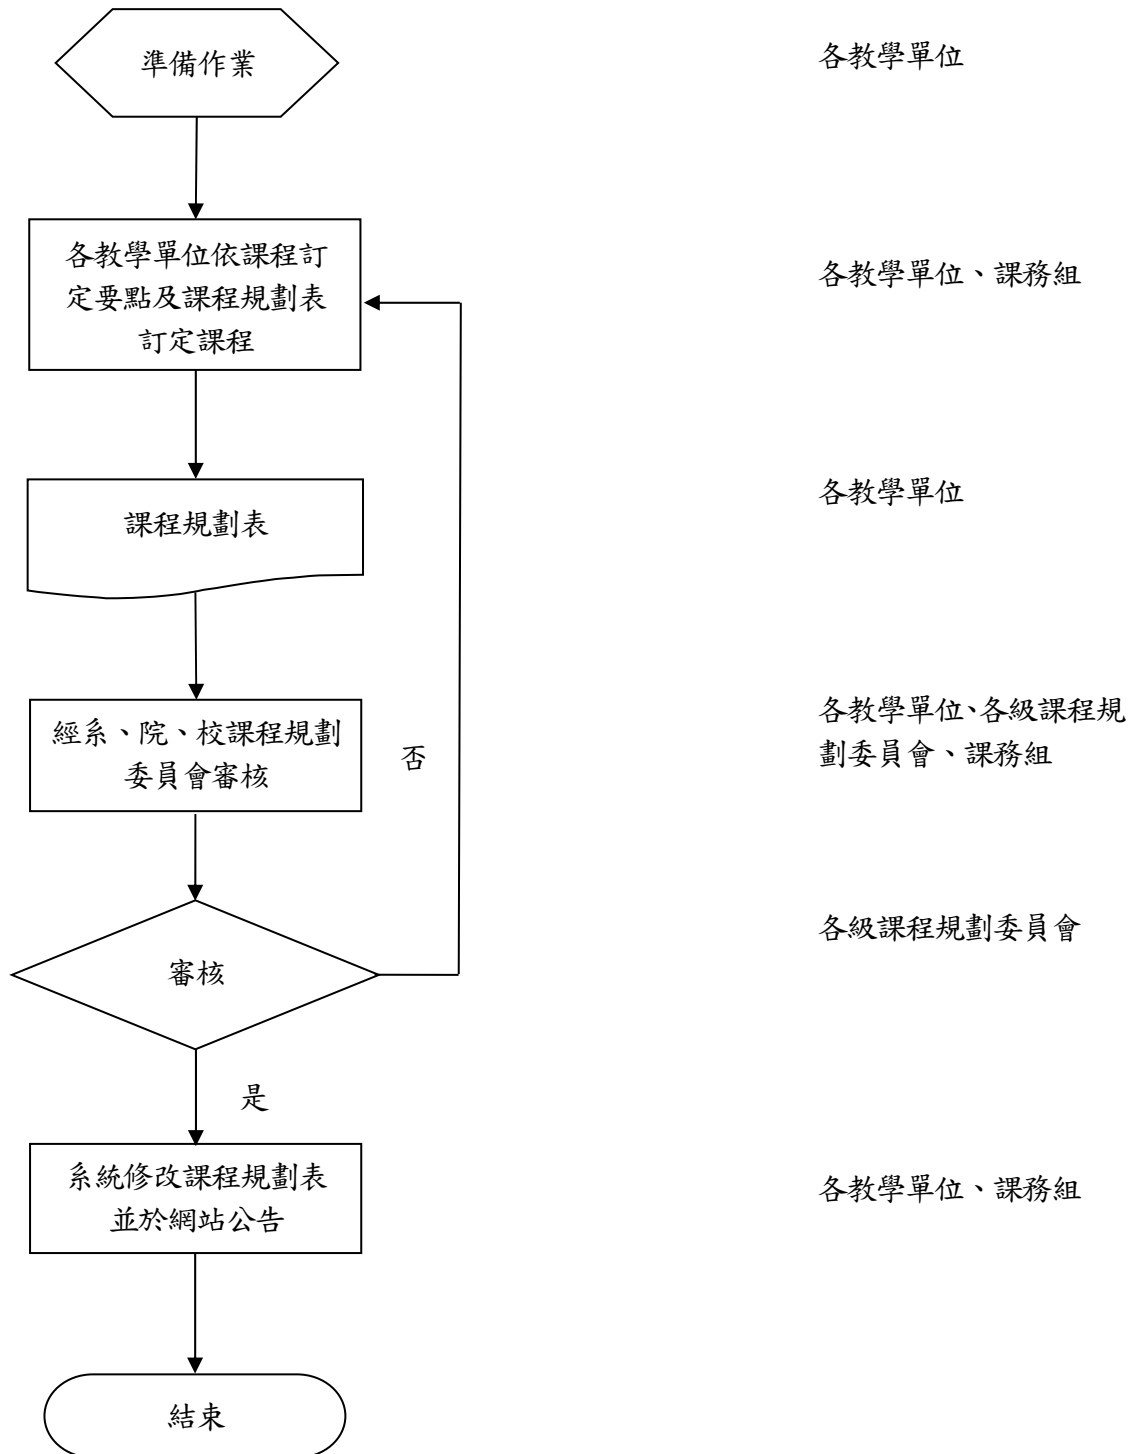 準備作業
各教學單位
各教學單位依課程訂
定要點及課程規劃表
訂定課程
各教學單位、課務組
課程規劃表
各教學單位
經系、院、校課程規劃
委員會審核
否
各教學單位、各級課程規
劃委員會、課務組
審核
各級課程規劃委員會
是
系統修改課程規劃表
並於網站公告
各教學單位、課務組
結束